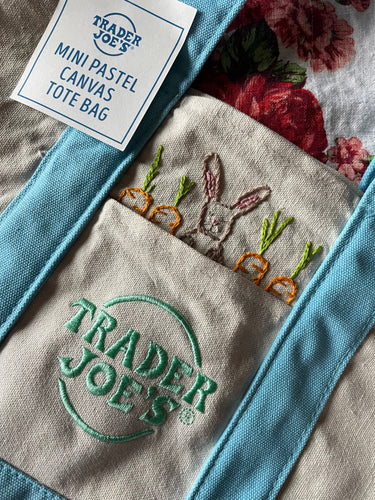 TRADER
JOE'S
MINI PASTEL
CANVAS
TOTE BAG
TRADER
JOE'S®